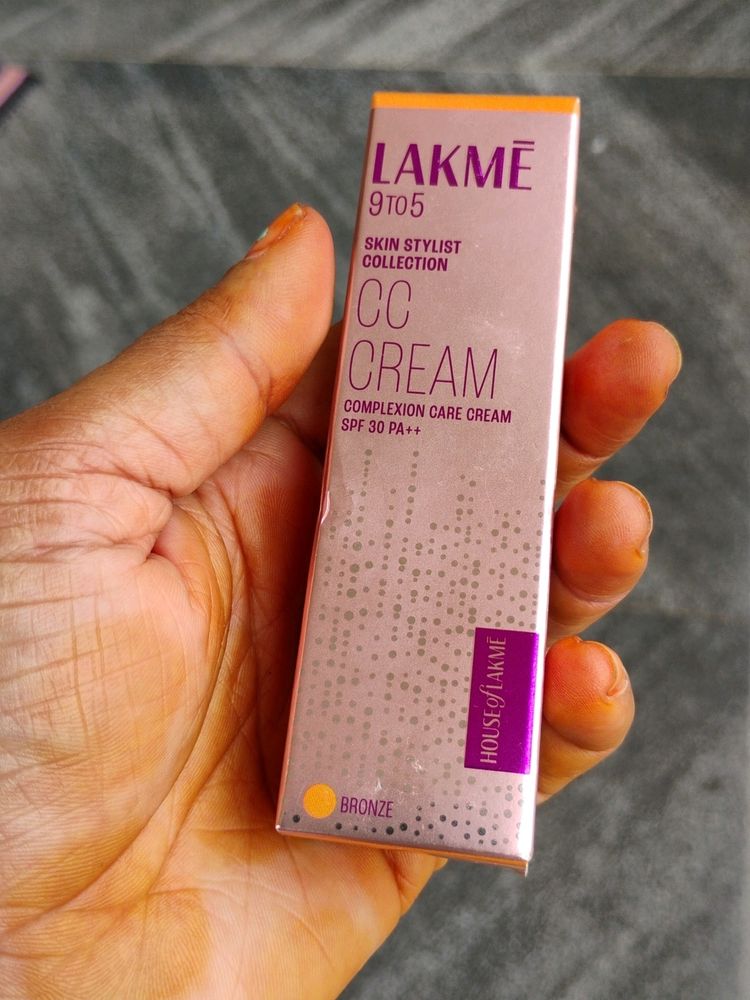 LAKMĒ
9TO5
SKIN STYLIST
COLLECTION
CC
CREAM
COMPLEXION CARE CREAM
SPF 30 PA++
HOUSE of LAKMĒ
BRONZE